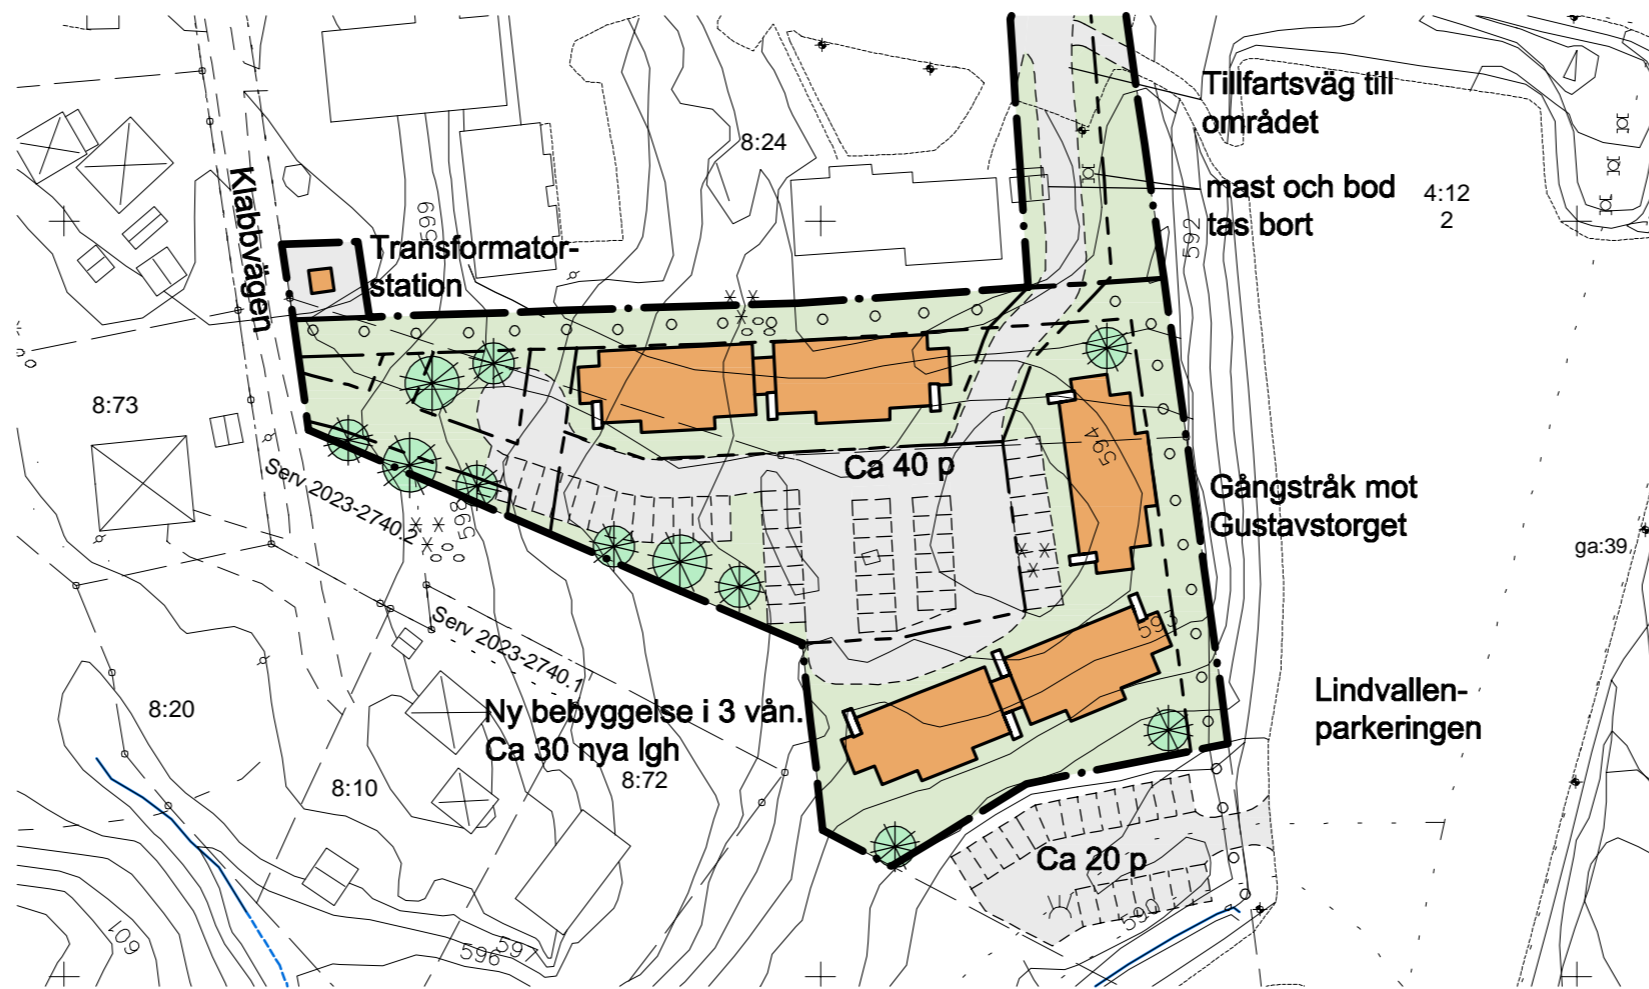 Tillfartsväg till
området
8:24
mast och bod
tas bort
4:12
2
Klabbvägen
599
592
Transformator-
station
8:73
594
Ca 40 p
Serv 2023-2740.2
598
Gångstråk mot
Gustavstorget
ga:39
Serv 2023-2740.1
593
Lindvallen-
parkeringen
8:20
Ny bebyggelse i 3 vån.
Ca 30 nya lgh
8:72
8:10
Ca 20 p
590
601
596
597